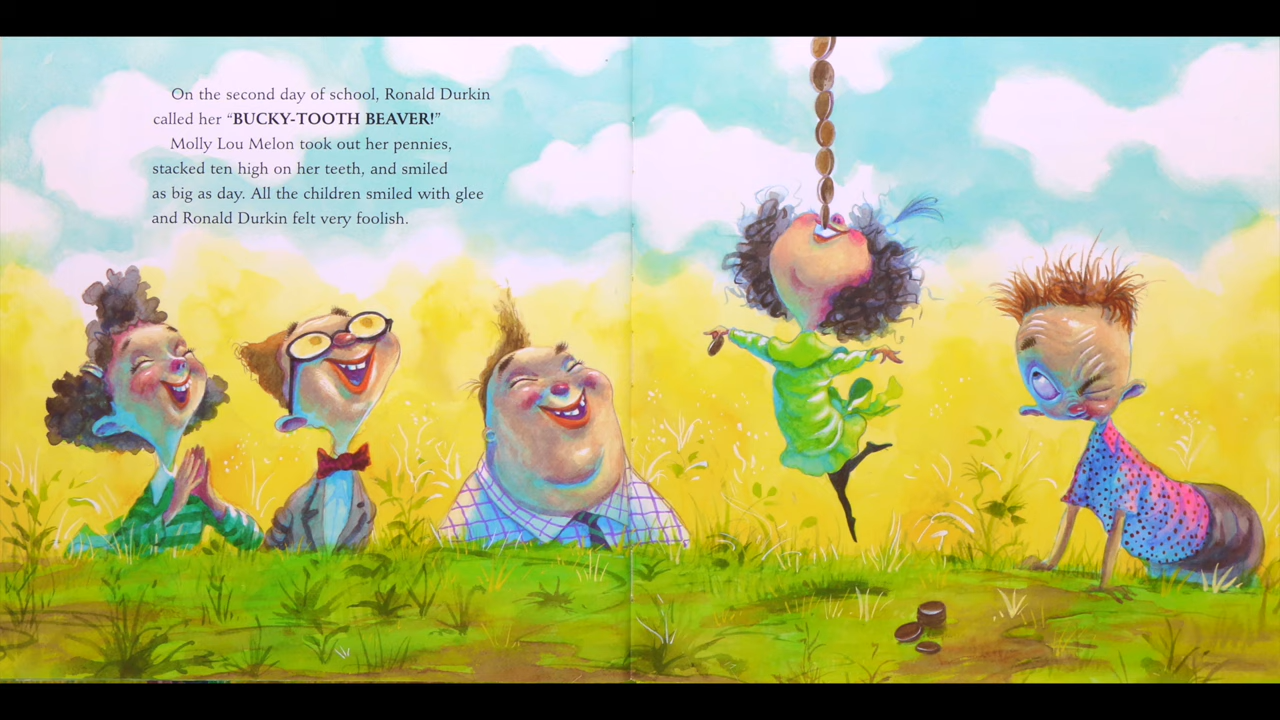 On the second day of school, Ronald Durkin
called her “BUCKY-TOOTH BEAVER!”
Molly Lou Melon took out her pennies,
stacked ten high on her teeth, and smiled
as big as day. All the children smiled with glee
and Ronald Durkin felt very foolish.